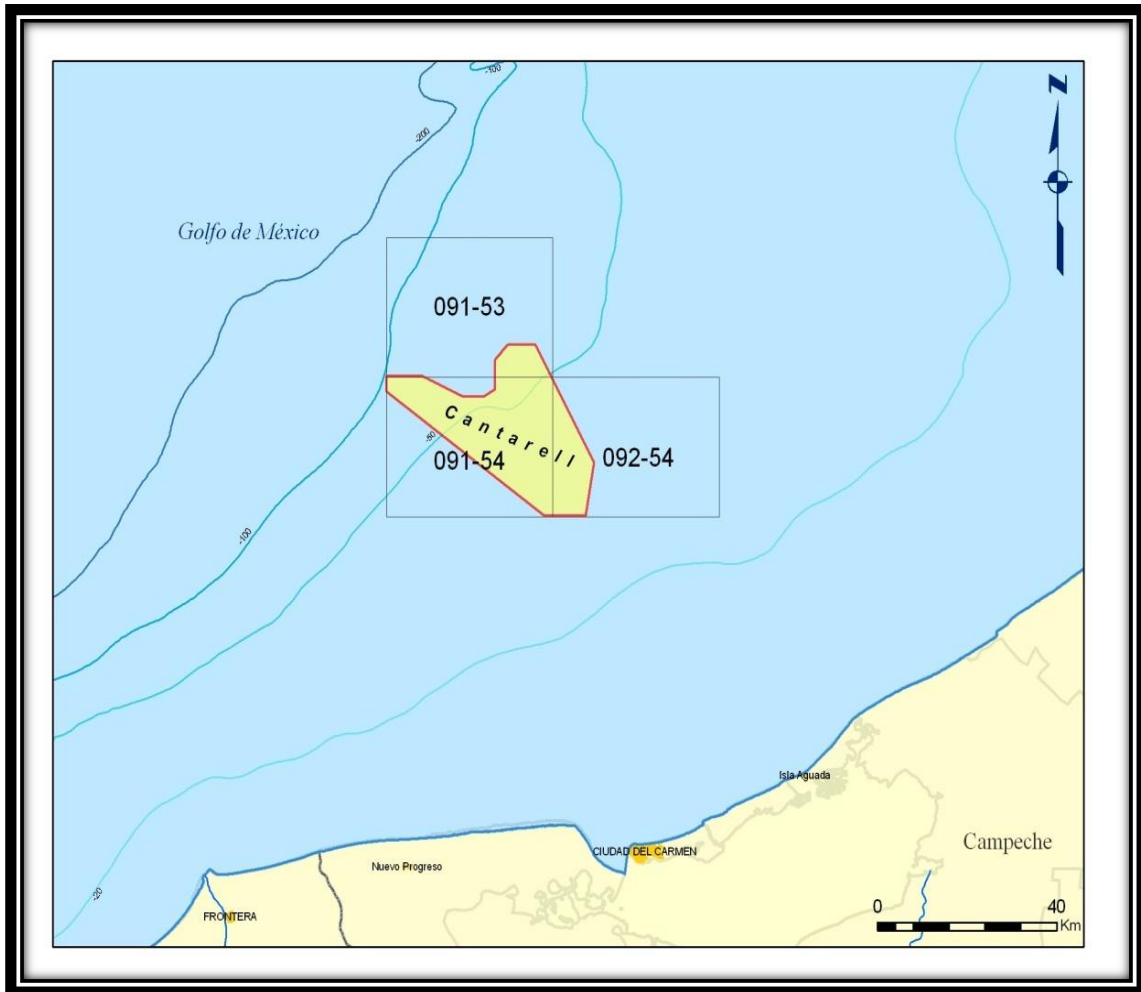 -100
-200
N
Golfo de México
091-53
Cantarell
-50
091-54
092-54
-100
Isla Aguada
CIUDAD DEL CARMEN
Campeche
Nuevo Progreso
-20
FRONTERA
0 40
Km